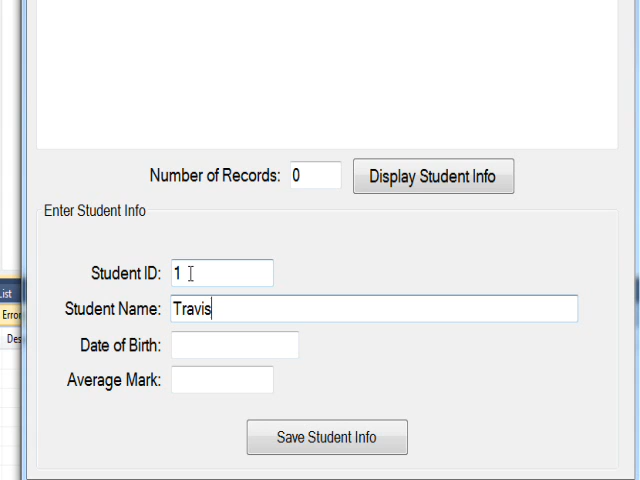 Number of Records: 0 Display Student Info
Enter Student Info
Student ID: 1
List
Student Name: Travis
Error
Des
Date of Birth:
Average Mark:
Save Student Info